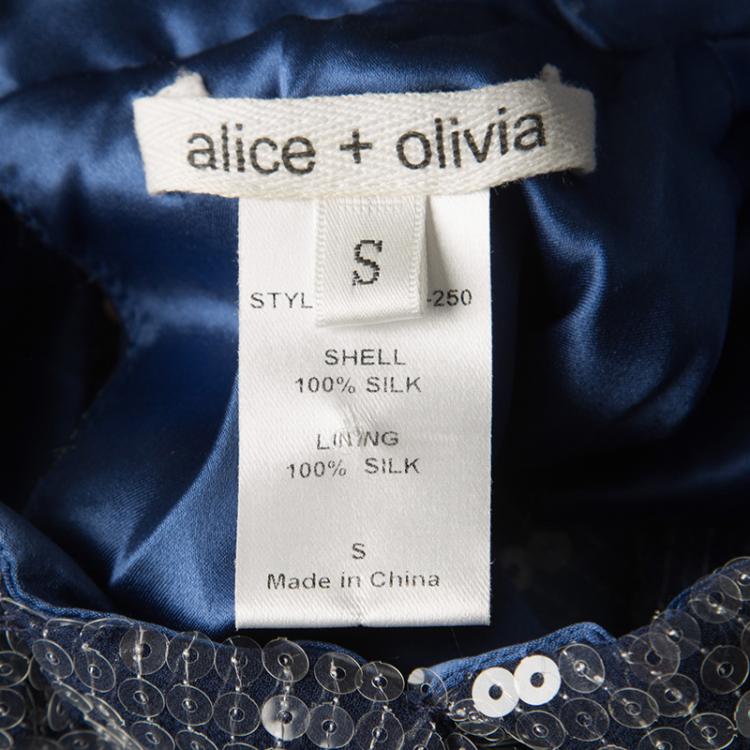 alice + olivia
S
STYL -250
SHELL
100% SILK
LINING
100% SILK
S
Made in China